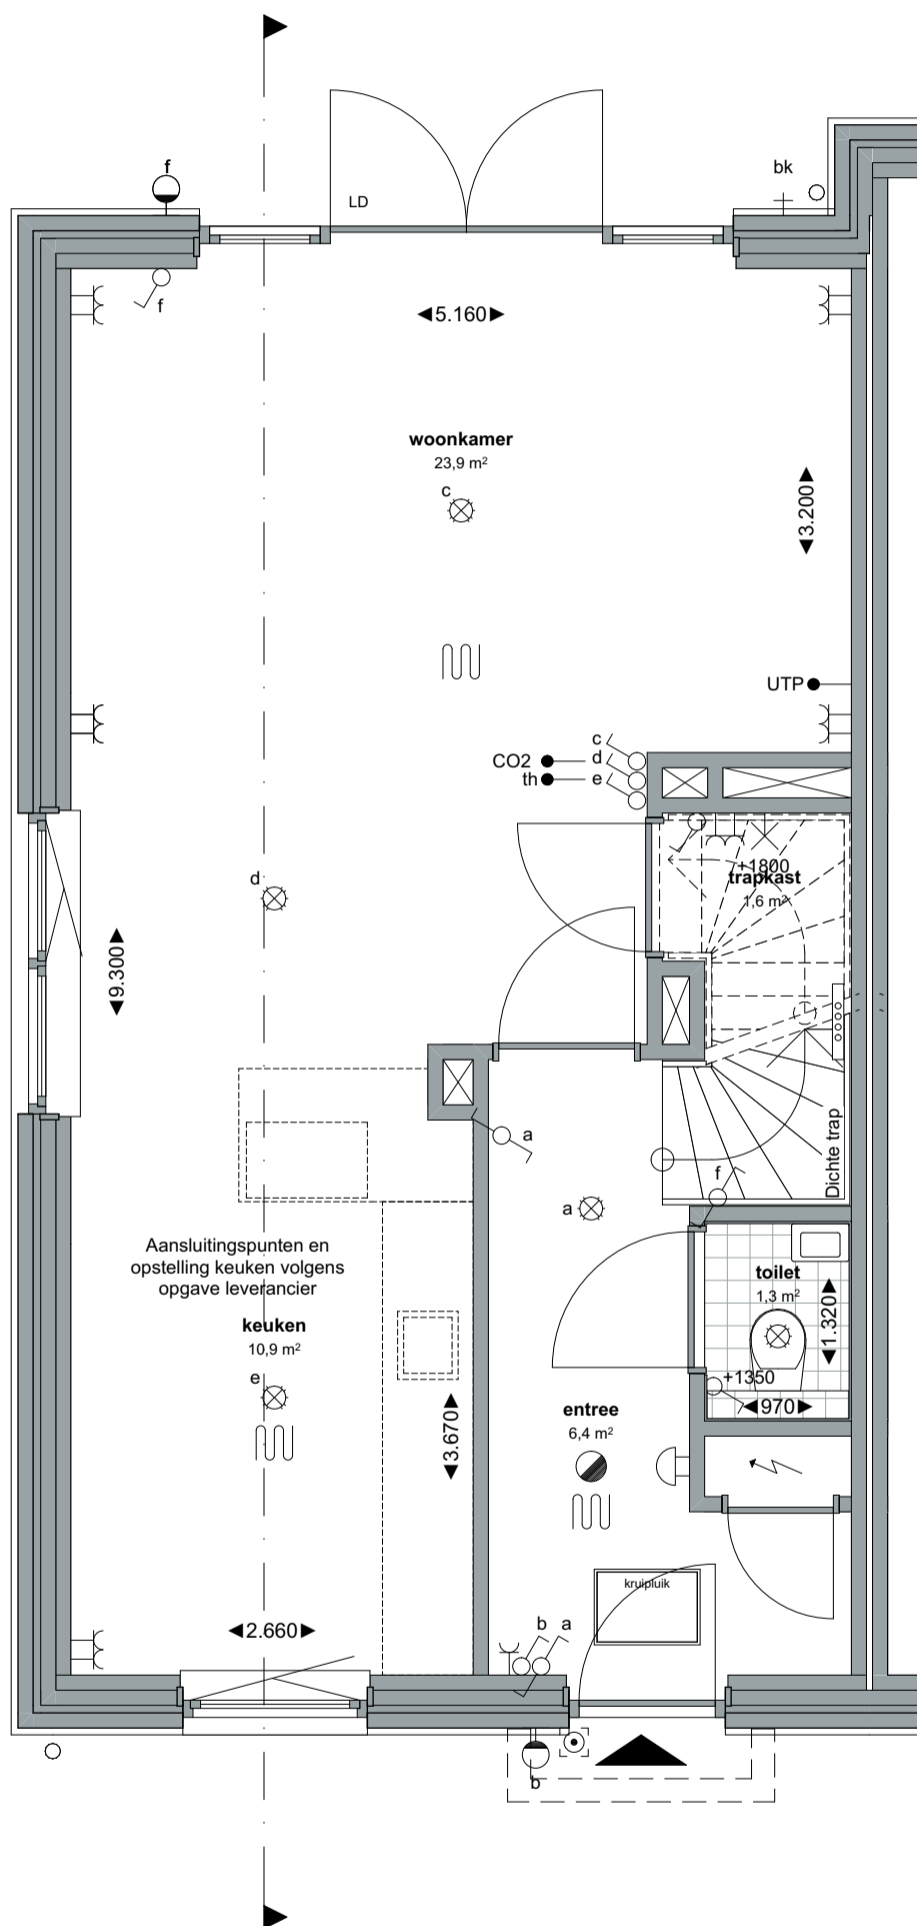 f
bk
LD
f
5.160
woonkamer
23,9 m²
c
3.200
UTP
c
CO2
d
th
e
+1800
trapkast
1,6 m²
d
9.300
Dichte trap
a
f
a
Aansluitingspunten en
opstelling keuken volgens
opgave leverancier
toilet
1,3 m²
1.320
keuken
10,9 m²
e
+1350
970
entree
6,4 m²
3.670
kruipluik
b
a
2.660
b